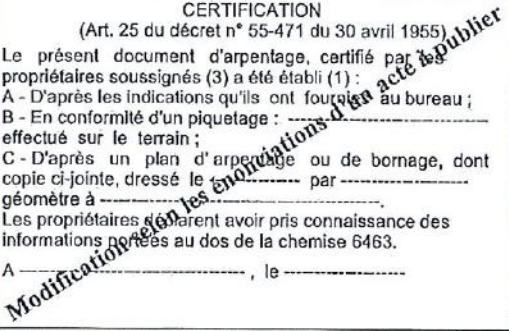 CERTIFICATION
(Art. 25 du décret n° 55-471 du 30 avril 1955)
Le présent document d'arpentage, certifié par les
propriétaires soussignés (3) a été établi (1) :
A - D'après les indications qu'ils ont fournies au bureau ;
B - En conformité d'un piquetage : ----------------------------
effectué sur le terrain ;
C - D'après un plan d'arpentage ou de bornage, dont
copie ci-jointe, dressé le -------------- par ------------------
géomètre à ---------------------------------------------.
Les propriétaires déclarent avoir pris connaissance des
informations portées au dos de la chemise 6463.
A ------------------------------------ , le -------------------
Modification selon les énonciations d'un acte à publier